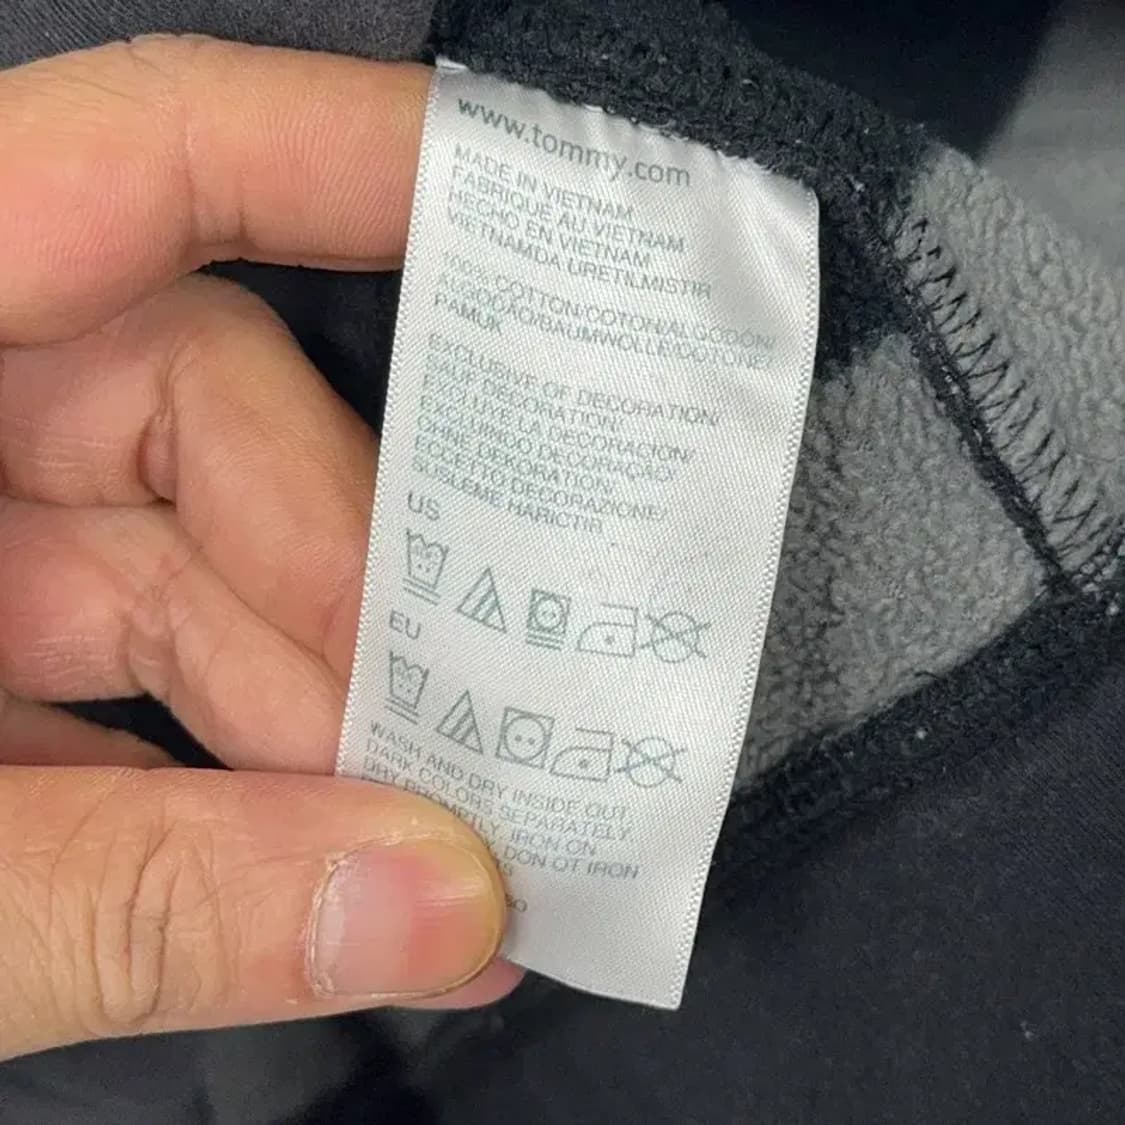 www.tommy.com
MADE IN VIETNAM
FABRIQUE AU VIETNAM
HECHO EN VIETNAM
VIETNAMDA URETILMISTIR
100% COTTON/COTON/ALGODÓN/
ALGODÃO/BAUMWOLLE/COTONE/
PAMUK
EXCLUSIVE OF DECORATION/
SAUF DECORATION/
EXCLUYE LA DECORACION/
EXCLUINDO DECORAÇAO/
OHNE DEKORATION/
ECCETTO DECORAZIONE/
SUSLEME HARICTIR
US
EU
WASH AND DRY INSIDE OUT.
DARK COLORS SEPARATELY.
DRY PROMPTLY. IRON ON
DON OT IRON